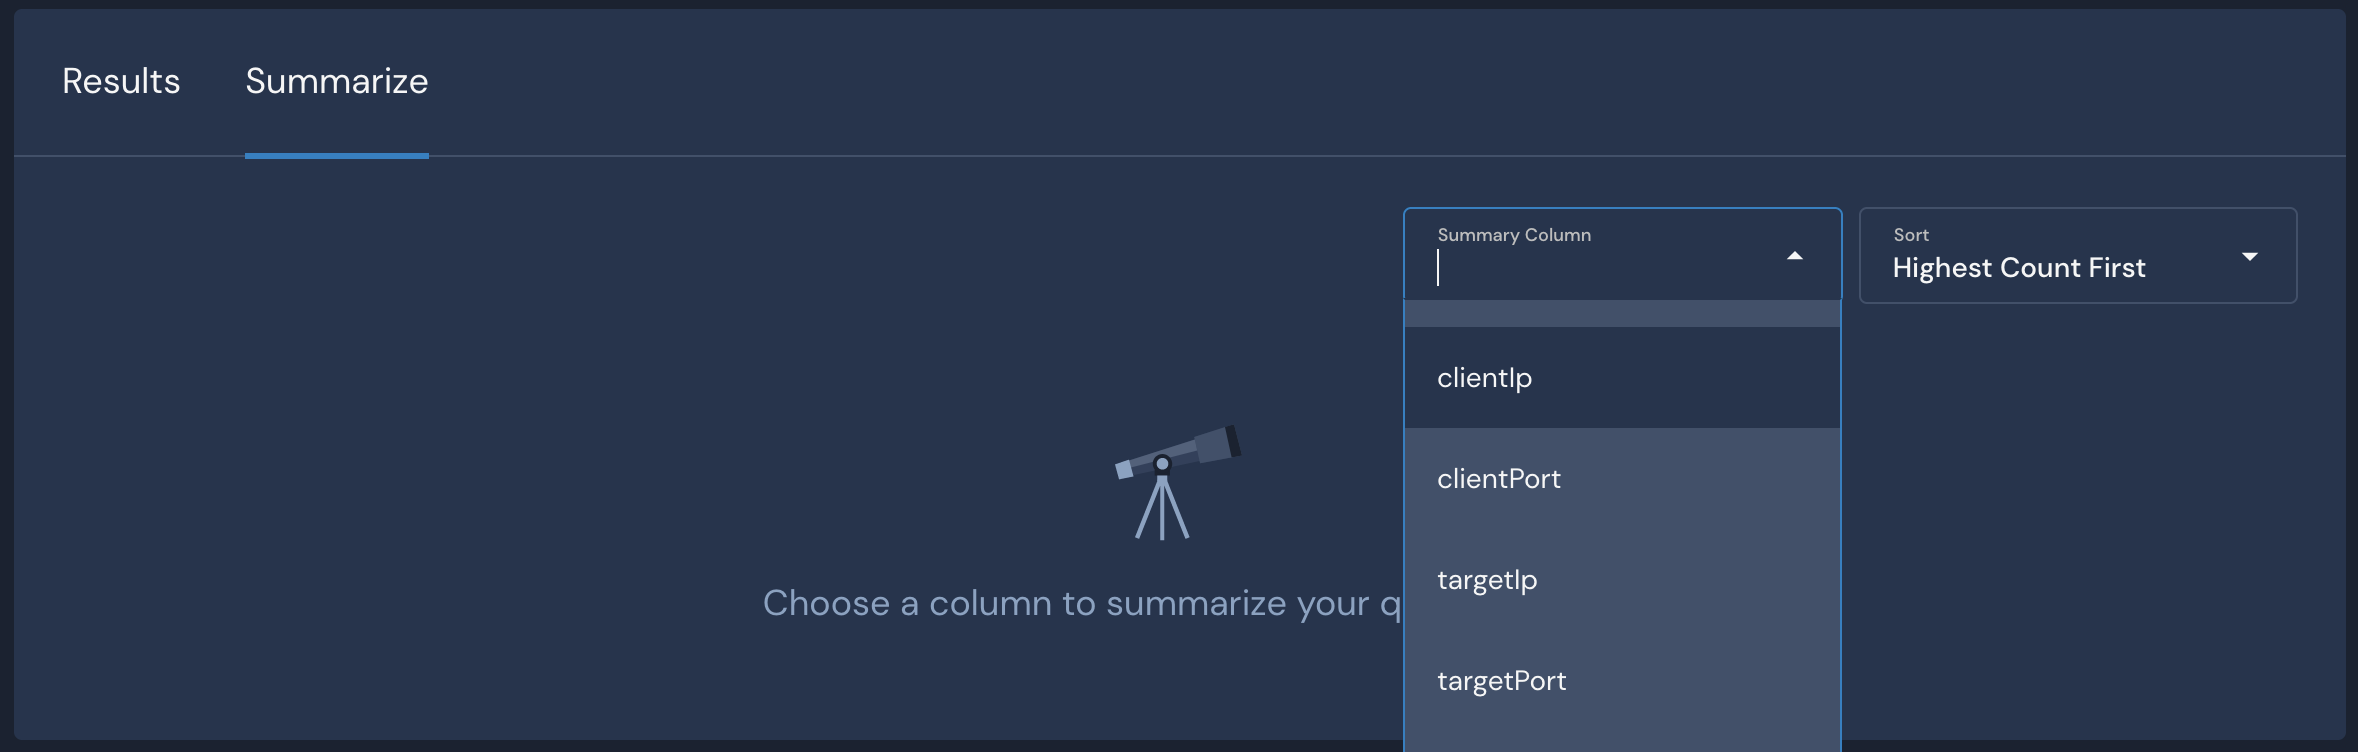 Results
Summarize
Summary Column
Sort
Highest Count First
clientIp
clientPort
targetIp
targetPort
Choose a column to summarize your q